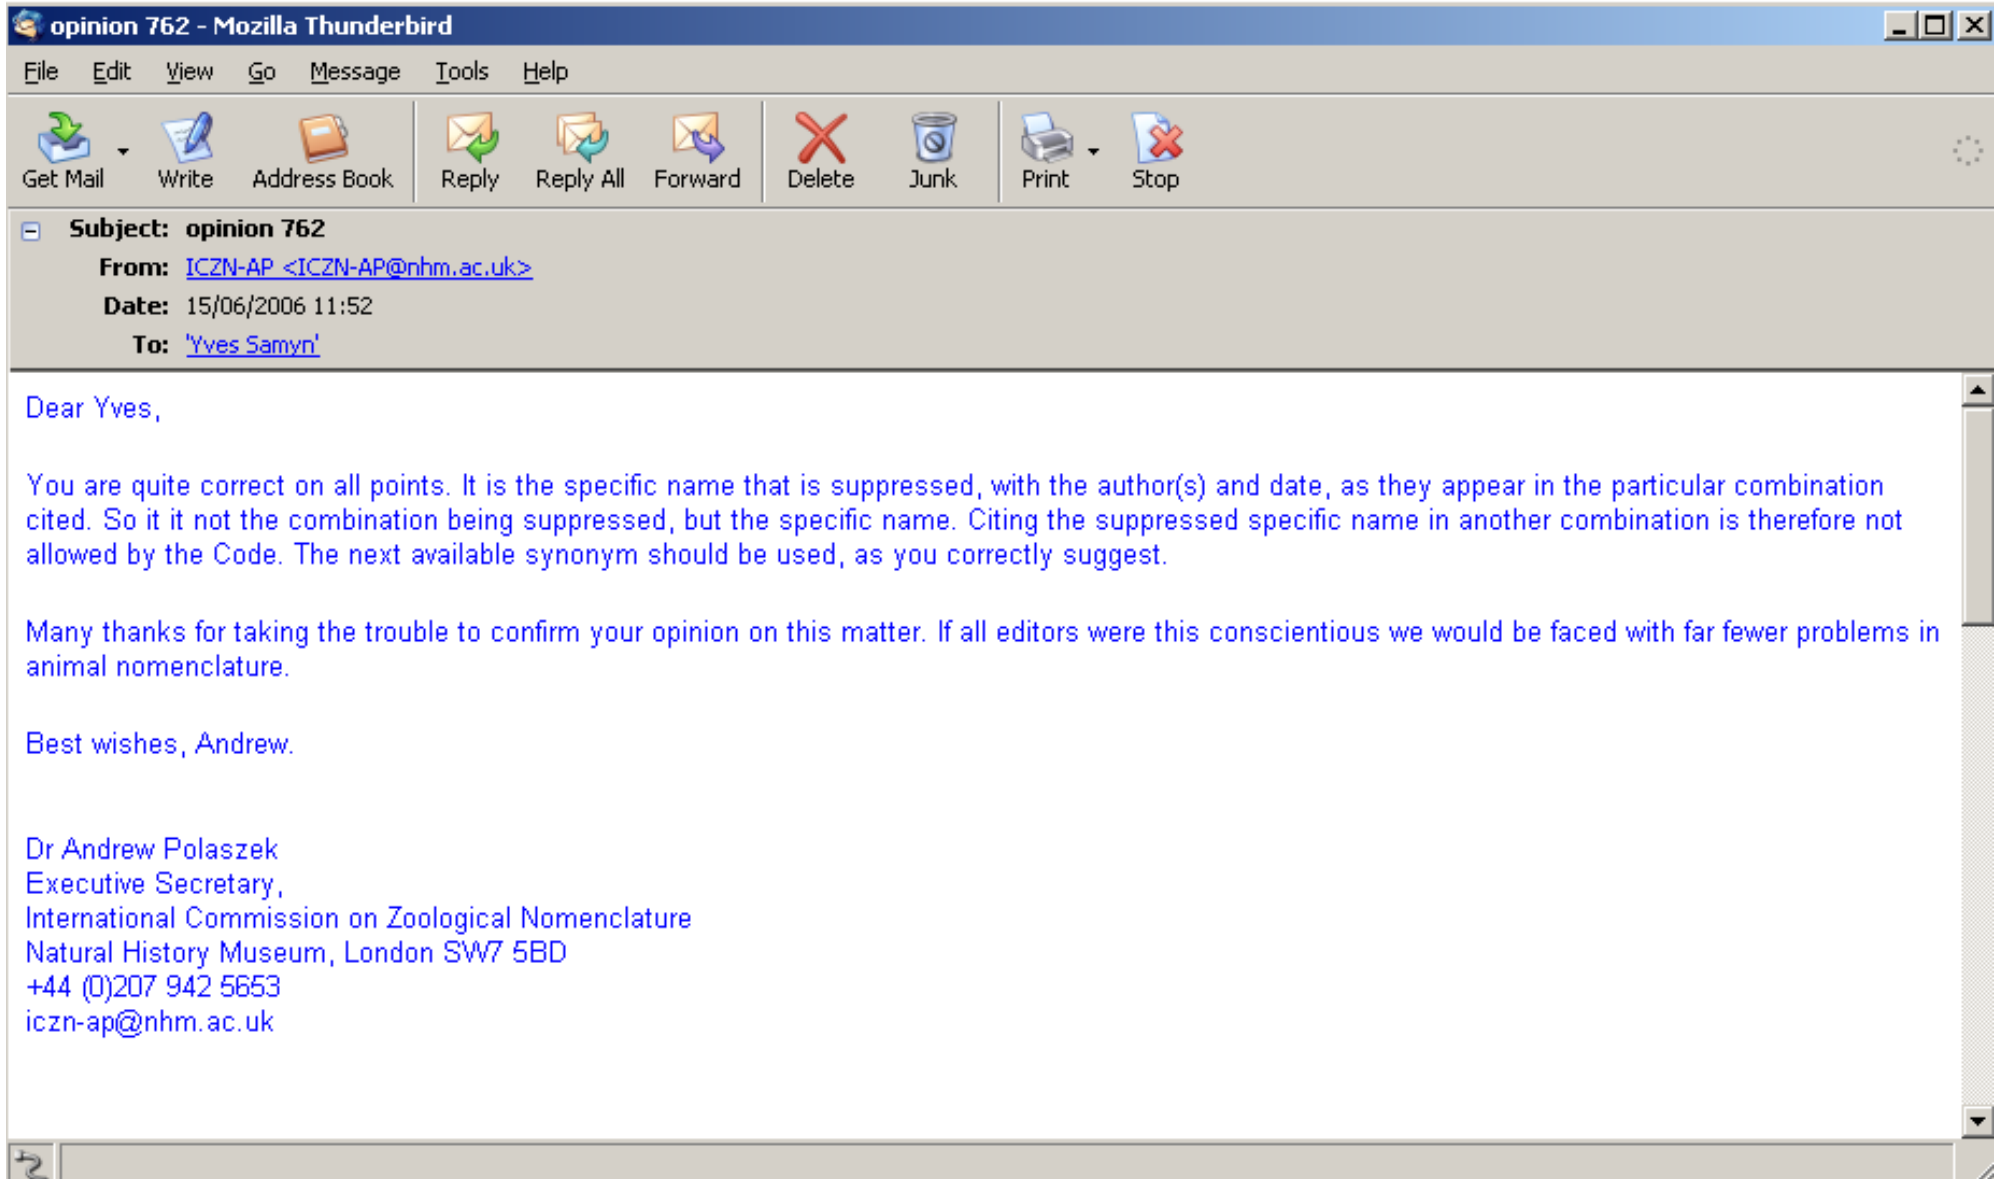 opinion 762 - Mozilla Thunderbird
File Edit View Go Message Tools Help
Get Mail Write Address Book Reply Reply All Forward Delete Junk Print Stop
Subject: opinion 762
From: ICZN-AP <ICZN-AP@nhm.ac.uk>
Date: 15/06/2006 11:52
To: 'Yves Samyn'
Dear Yves,
You are quite correct on all points. It is the specific name that is suppressed, with the author(s) and date, as they appear in the particular combination
cited. So it it not the combination being suppressed, but the specific name. Citing the suppressed specific name in another combination is therefore not
allowed by the Code. The next available synonym should be used, as you correctly suggest.
Many thanks for taking the trouble to confirm your opinion on this matter. If all editors were this conscientious we would be faced with far fewer problems in
animal nomenclature.
Best wishes, Andrew.
Dr Andrew Polaszek
Executive Secretary,
International Commission on Zoological Nomenclature
Natural History Museum, London SW7 5BD
+44 (0)207 942 5653
iczn-ap@nhm.ac.uk